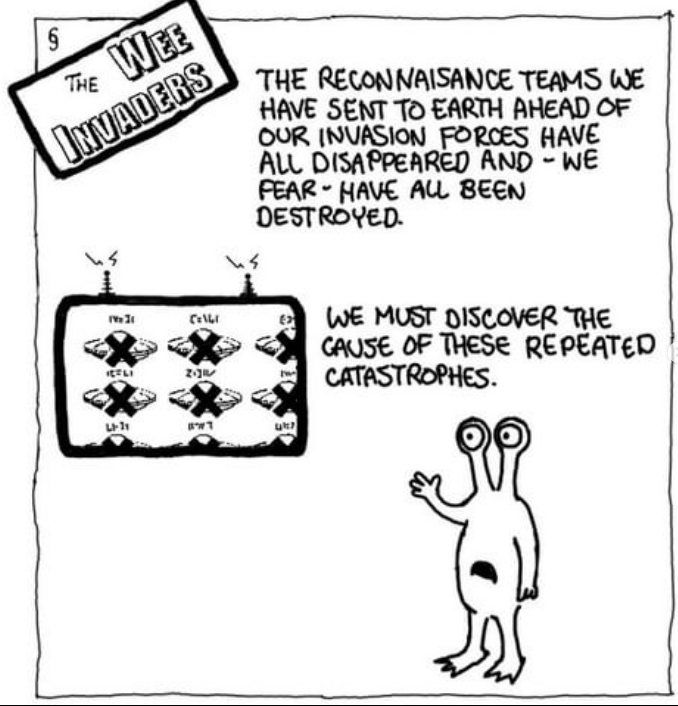 §
THE WEE
INVADERS
THE RECONNAISANCE TEAMS WE
HAVE SENT TO EARTH AHEAD OF
OUR INVASION FORCES HAVE
ALL DISAPPEARED AND - WE
FEAR - HAVE ALL BEEN
DESTROYED.
WE MUST DISCOVER THE
CAUSE OF THESE REPEATED
CATASTROPHES.